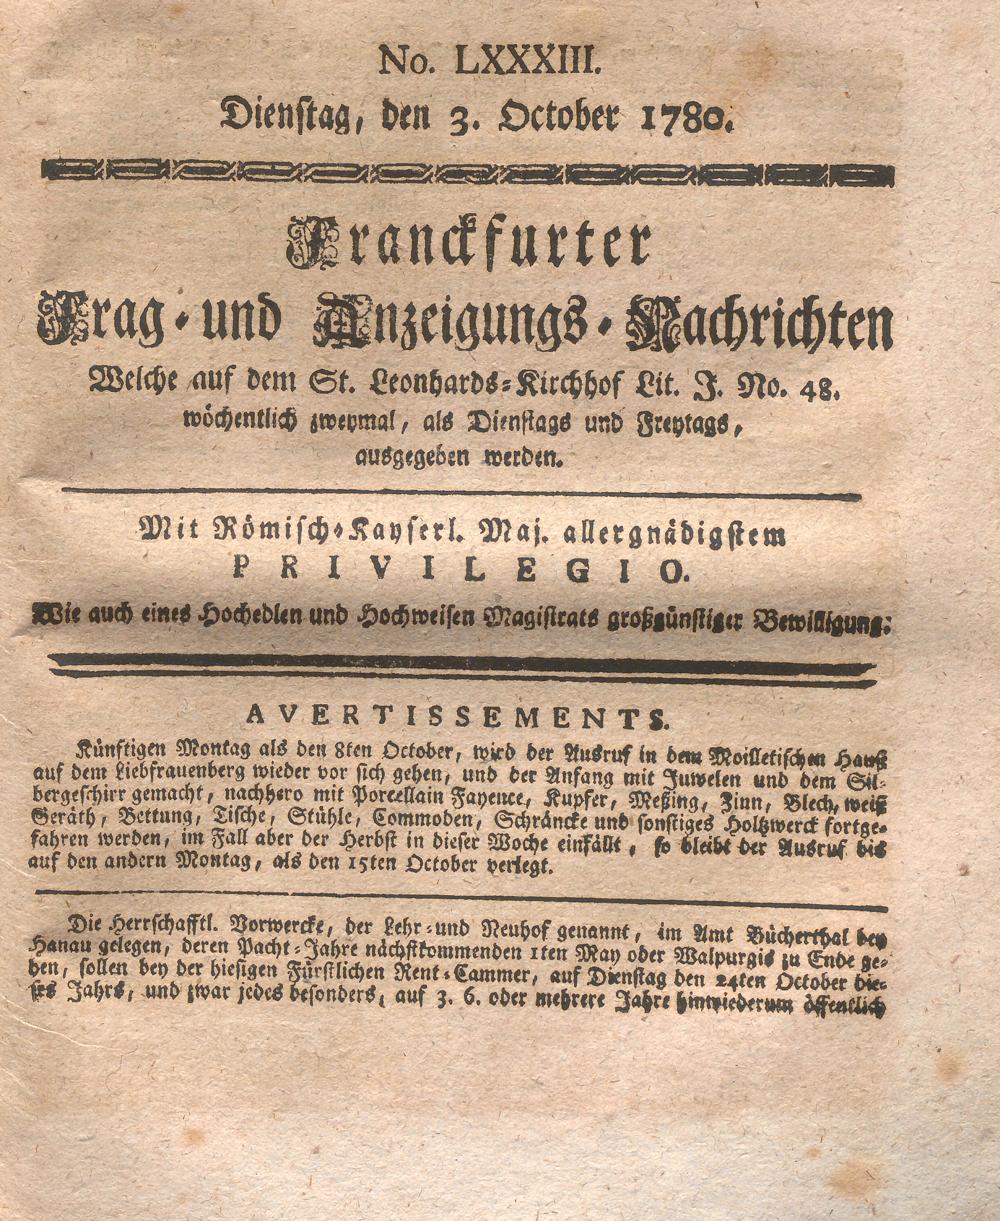 No. LXXXIII.
Dienſtag, den 3. October 1780.
Franckfurter
Frag- und Anzeigungs-Nachrichten
Welche auf dem St. Leonhards-Kirchhof Lit. J. No. 48.
wöchentlich zweymal, als Dienſtags und Freytags,
ausgegeben werden.
Mit Römiſch-Kayſerl. Maj. allergnädigſtem
PRIVILEGIO.
Wie auch eines Hochedlen und Hochweiſen Magiſtrats großgünſtiger Bewilligung.
AVERTISSEMENTS.
Künftigen Montag als den 8ten October, wird der Ausruf in dem Moilletiſchen Hauß
auf dem Liebfrauenberg wieder vor ſich gehen, und der Anfang mit Juwelen und dem Sil-
bergeſchirr gemacht, nachhero mit Porcellain Fayence, Kupfer, Meßing, Zinn, Blech, weiß
Geräth, Bettung, Tiſche, Stühle, Commoden, Schräncke und ſonſtiges Holtzwerck fortge-
fahren werden, im Fall aber der Herbſt in dieſer Woche einfällt, ſo bleibt der Ausruf bis
auf den andern Montag, als den 15ten October verlegt.
Die Herrſchafftl. Vorwercke, der Lehr- und Neuhof genannt, im Amt Bücherthal bey
Hanau gelegen, deren Pacht-Jahre nächſtkommenden 1ten May oder Walpurgis zu Ende ge-
hen, ſollen bey der hieſigen Fürſtlichen Rent-Cammer, auf Dienſtag den 24ten October die-
ſes Jahrs, und zwar jedes beſonders, auf 3. 6. oder mehrere Jahre hinwiederum öffentlich